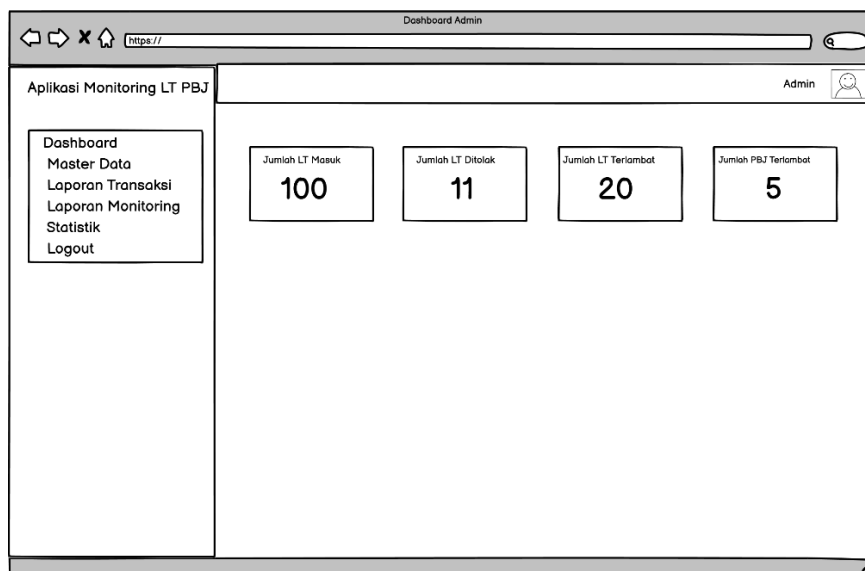 Dashboard Admin
https://
Aplikasi Monitoring LT PBJ
Admin
Dashboard
Master Data
Laporan Transaksi
Laporan Monitoring
Statistik
Logout
Jumlah LT Masuk
100
Jumlah LT Ditolak
11
Jumlah LT Terlambat
20
Jumlah PBJ Terlambat
5